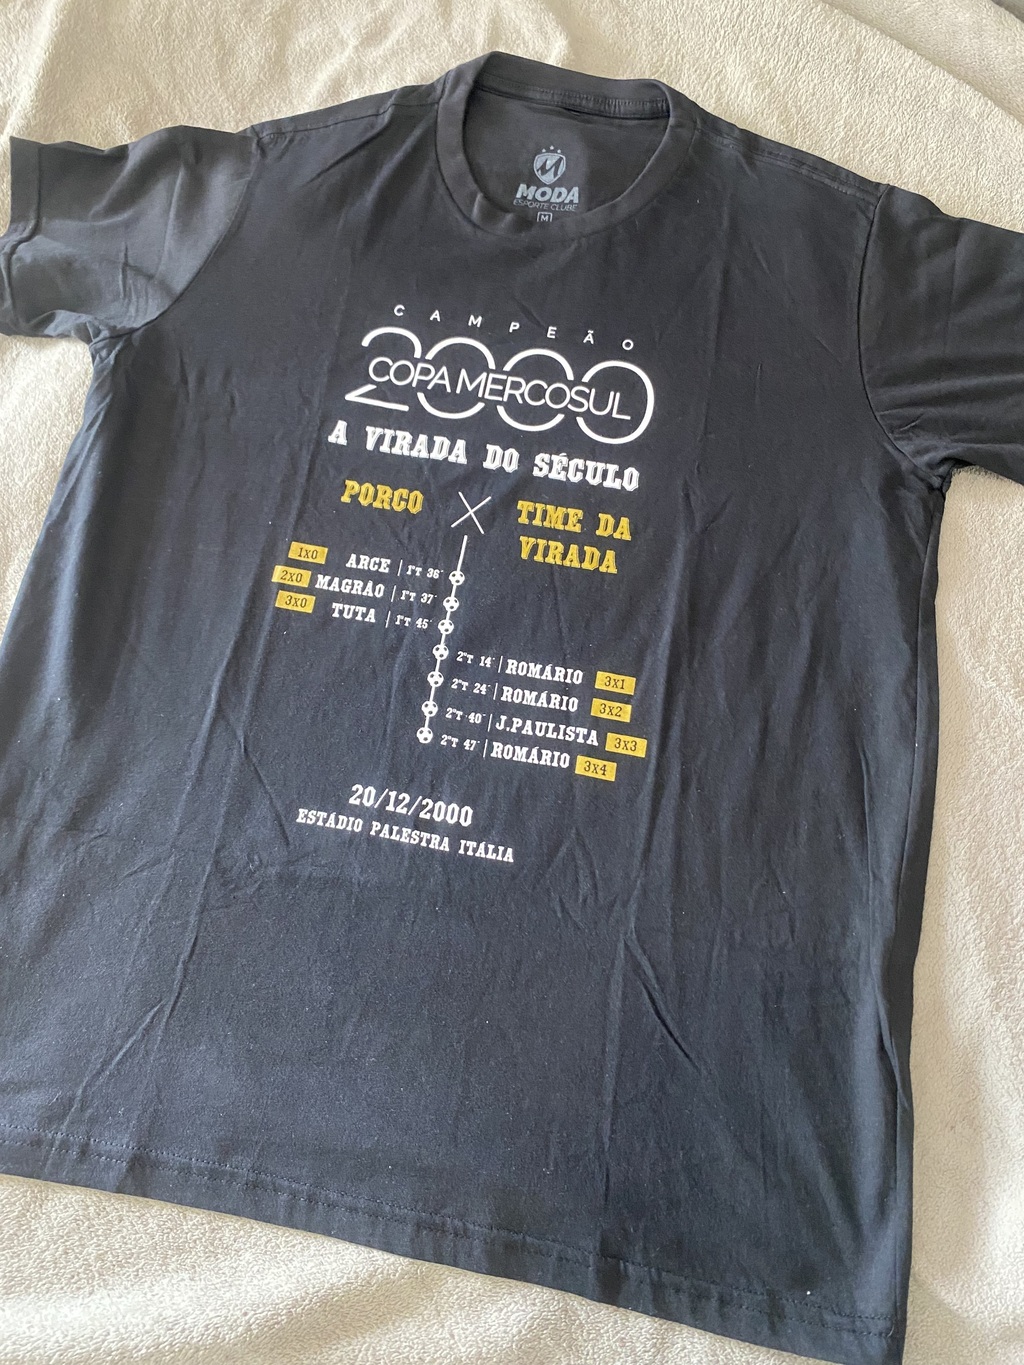 MODA
ESPORTE CLUBE
M
CAMPEÃO
2000
COPA MERCOSUL
A VIRADA DO SÉCULO
PORCO X TIME DA
VIRADA
1X0 ARCE | 1ºT 36'
2X0 MAGRÃO | 1ºT 37'
3X0 TUTA | 1ºT 45'
2ºT 14' | ROMÁRIO 3X1
2ºT 24' | ROMÁRIO 3X2
2ºT 40' | J.PAULISTA 3X3
2ºT 47' | ROMÁRIO 3X4
20/12/2000
ESTÁDIO PALESTRA ITÁLIA